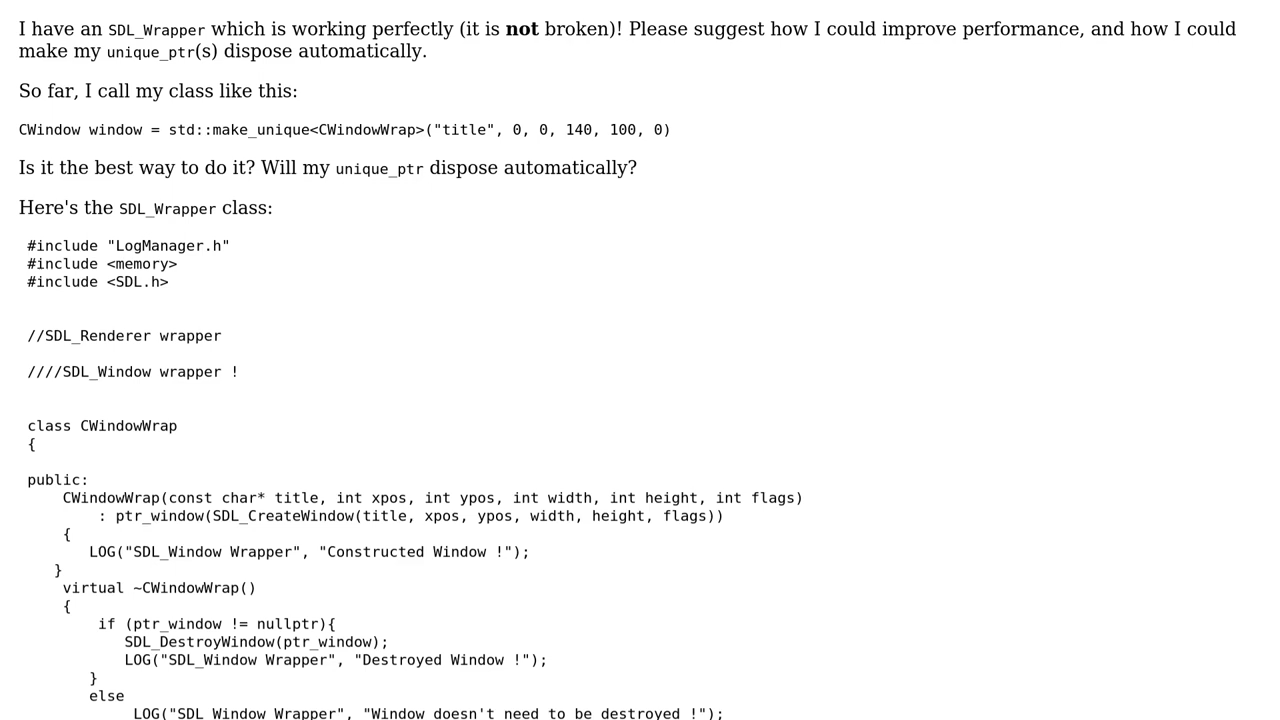 I have an SDL_Wrapper which is working perfectly (it is not broken)! Please suggest how I could improve performance, and how I could
make my unique_ptr(s) dispose automatically.
So far, I call my class like this:
CWindow window = std::make_unique<CWindowWrap>("title", 0, 0, 140, 100, 0)
Is it the best way to do it? Will my unique_ptr dispose automatically?
Here's the SDL_Wrapper class:
#include "LogManager.h"
#include <memory>
#include <SDL.h>
//SDL_Renderer wrapper
////SDL_Window wrapper !
class CWindowWrap
{
public:
CWindowWrap(const char* title, int xpos, int ypos, int width, int height, int flags)
: ptr_window(SDL_CreateWindow(title, xpos, ypos, width, height, flags))
{
LOG("SDL_Window Wrapper", "Constructed Window !");
}
virtual ~CWindowWrap()
{
if (ptr_window != nullptr){
SDL_DestroyWindow(ptr_window);
LOG("SDL_Window Wrapper", "Destroyed Window !");
}
else
LOG("SDL_Window Wrapper", "Window doesn't need to be destroyed !");